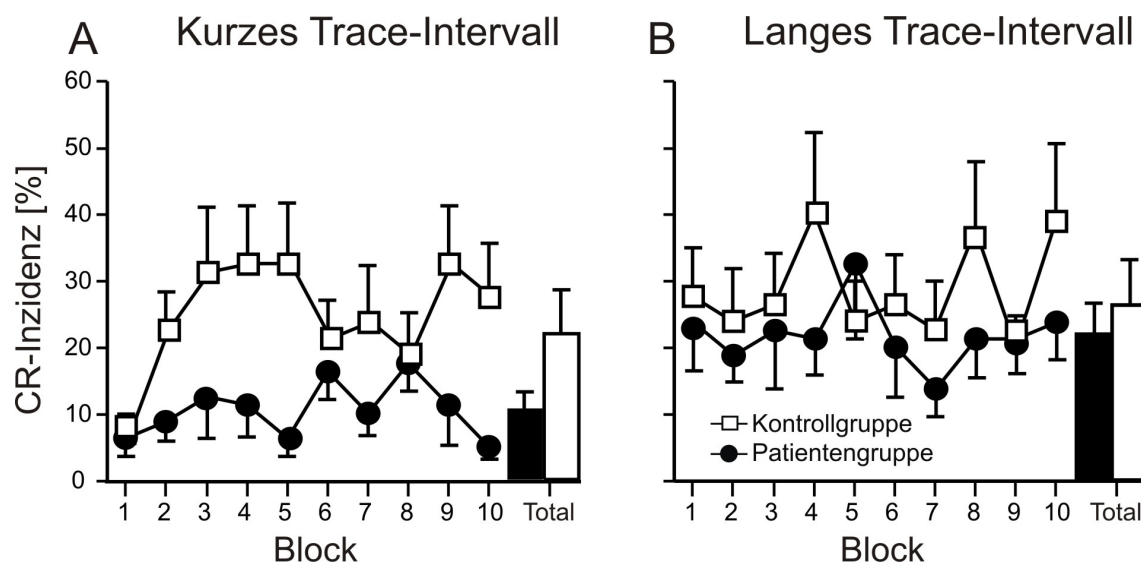 A Kurzes Trace-Intervall
B Langes Trace-Intervall
CR-Inzidenz [%]
60
50
40
30
20
10
0
1 2 3 4 5 6 7 8 9 10 Total
Block
Kontrollgruppe
Patientengruppe
1 2 3 4 5 6 7 8 9 10 Total
Block